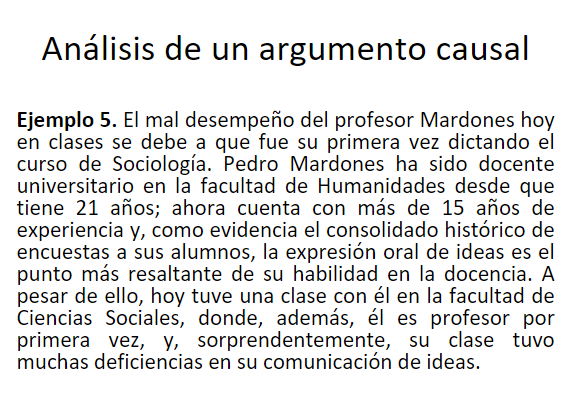 Análisis de un argumento causal
Ejemplo 5. El mal desempeño del profesor Mardones hoy
en clases se debe a que fue su primera vez dictando el
curso de Sociología. Pedro Mardones ha sido docente
universitario en la facultad de Humanidades desde que
tiene 21 años; ahora cuenta con más de 15 años de
experiencia y, como evidencia el consolidado histórico de
encuestas a sus alumnos, la expresión oral de ideas es el
punto más resaltante de su habilidad en la docencia. A
pesar de ello, hoy tuve una clase con él en la facultad de
Ciencias Sociales, donde, además, él es profesor por
primera vez, y, sorprendentemente, su clase tuvo
muchas deficiencias en su comunicación de ideas.